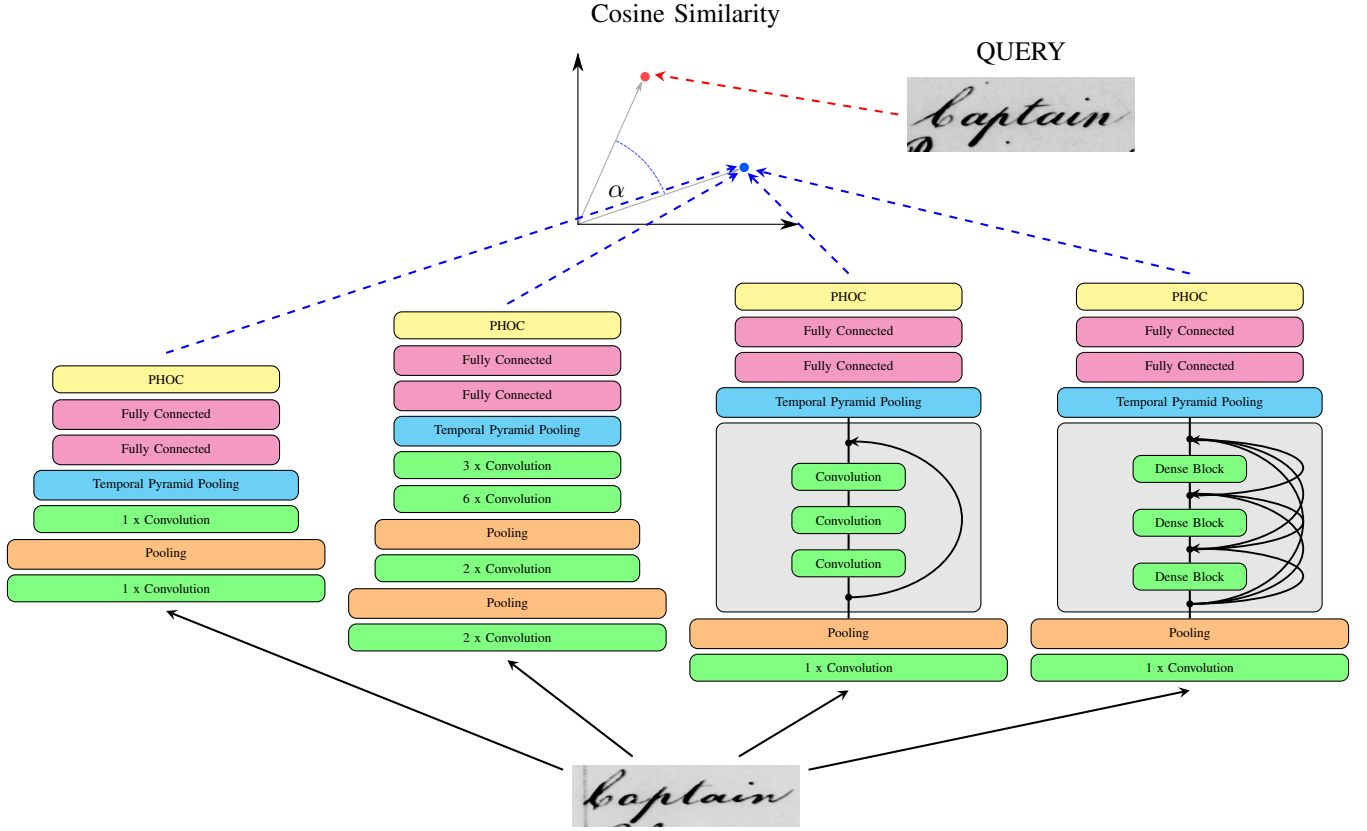 Cosine Similarity
QUERY
Captain
α
PHOC
Fully Connected
Fully Connected
Temporal Pyramid Pooling
1 x Convolution
Pooling
1 x Convolution
PHOC
Fully Connected
Fully Connected
Temporal Pyramid Pooling
3 x Convolution
6 x Convolution
Pooling
2 x Convolution
Pooling
2 x Convolution
PHOC
Fully Connected
Fully Connected
Temporal Pyramid Pooling
Convolution
Convolution
Convolution
Pooling
1 x Convolution
PHOC
Fully Connected
Fully Connected
Temporal Pyramid Pooling
Dense Block
Dense Block
Dense Block
Pooling
1 x Convolution
Captain